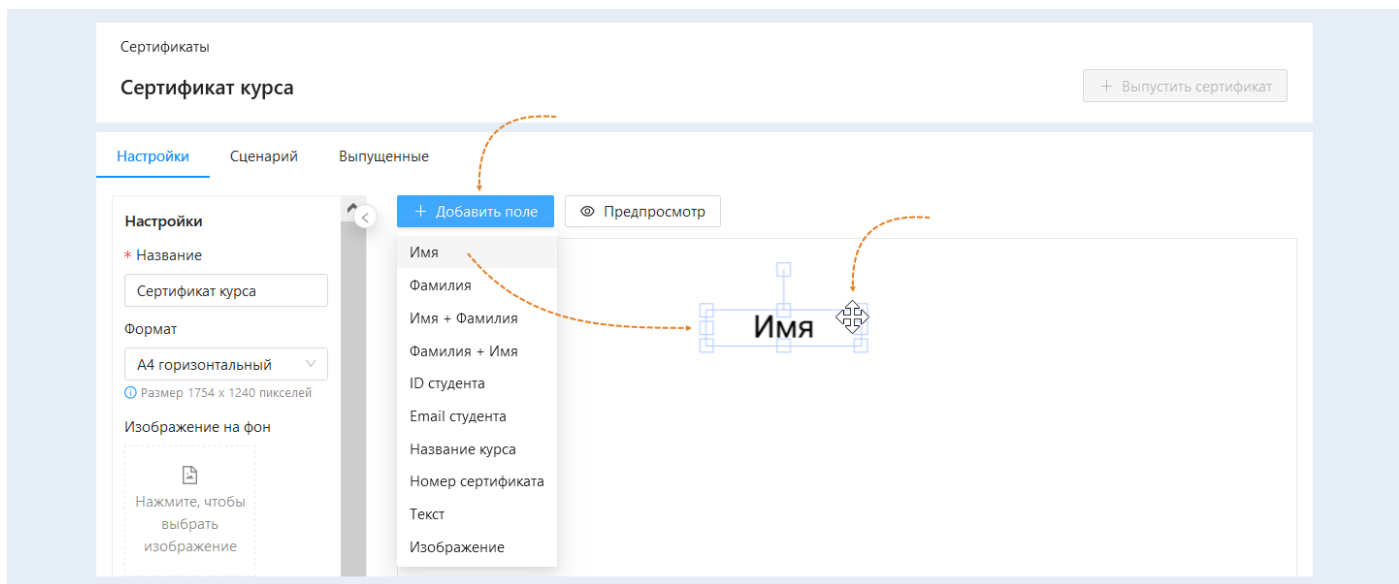 Сертификаты
Сертификат курса
+ Выпустить сертификат
Настройки Сценарий Выпущенные
Настройки
* Название
Сертификат курса
Формат
A4 горизонтальный
Размер 1754 x 1240 пикселей
Изображение на фон
Нажмите, чтобы
выбрать
изображение
+ Добавить поле
Предпросмотр
Имя
Фамилия
Имя + Фамилия
Фамилия + Имя
ID студента
Email студента
Название курса
Номер сертификата
Текст
Изображение
Имя